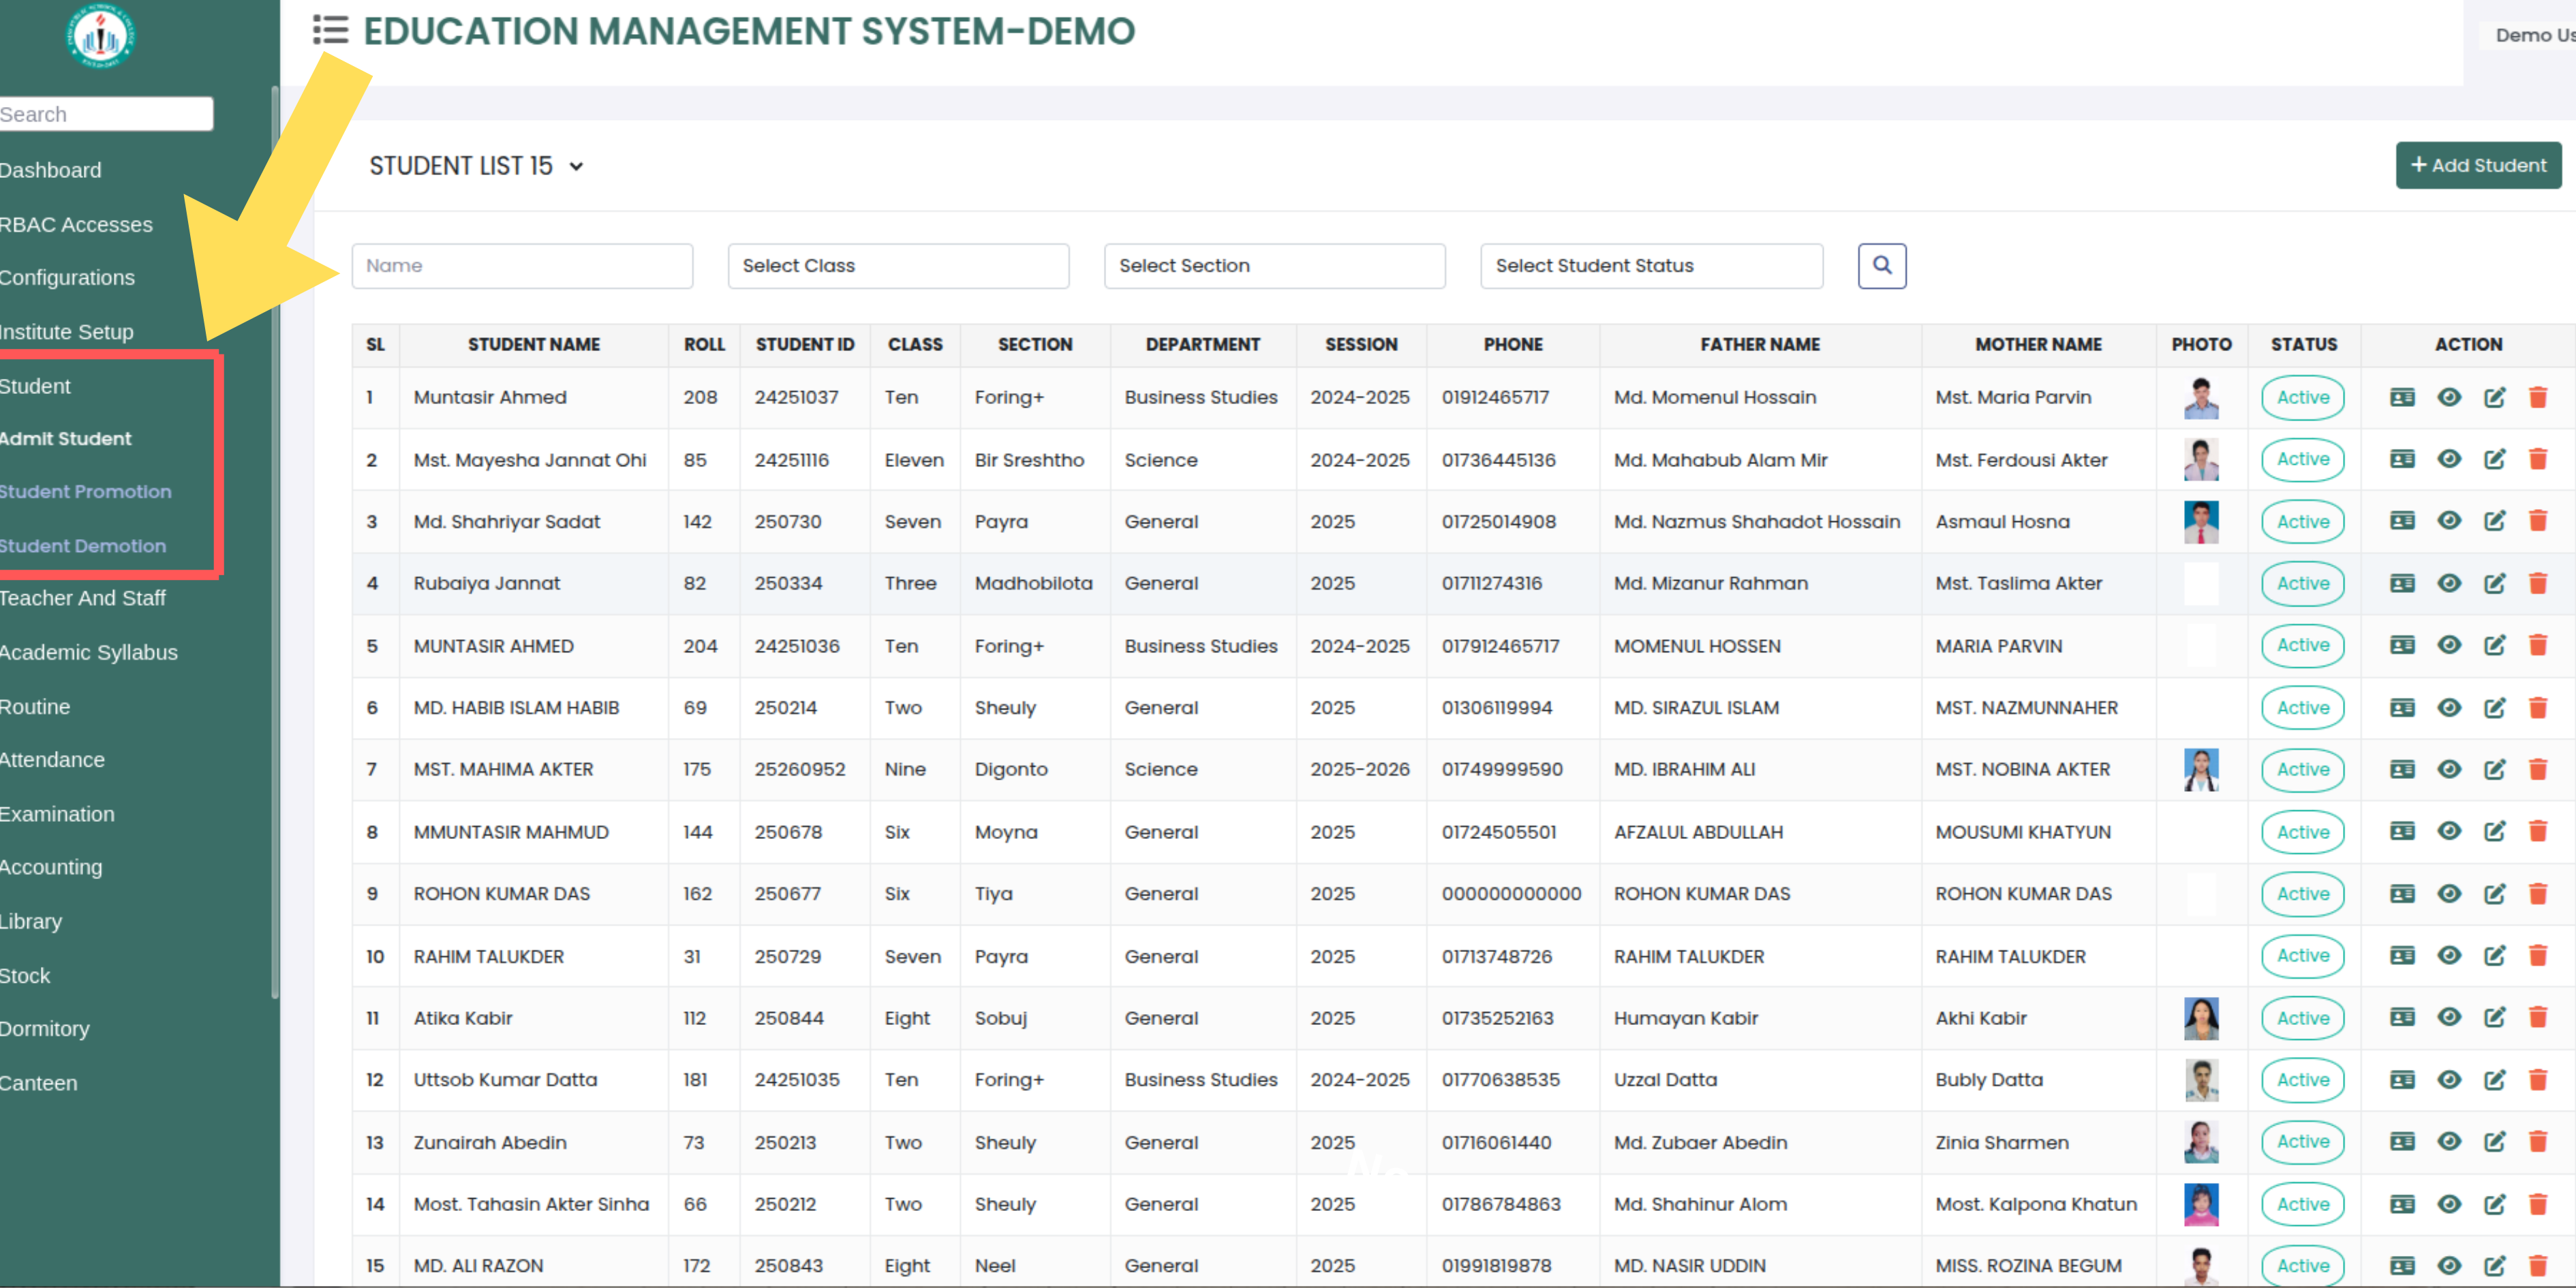 EDUCATION MANAGEMENT SYSTEM-DEMO
Demo Us
Search
Dashboard
RBAC Accesses
Configurations
Institute Setup
Student
Admit Student
Student Promotion
Student Demotion
Teacher And Staff
Academic Syllabus
Routine
Attendance
Examination
Accounting
Library
Stock
Dormitory
Canteen
STUDENT LIST 15
+ Add Student
Name Select Class Select Section Select Student Status
SL STUDENT NAME ROLL STUDENT ID CLASS SECTION DEPARTMENT SESSION PHONE FATHER NAME MOTHER NAME PHOTO STATUS ACTION
1 Muntasir Ahmed 208 24251037 Ten Foring+ Business Studies 2024-2025 01912465717 Md. Momenul Hossain Mst. Maria Parvin Active
2 Mst. Mayesha Jannat Ohi 85 24251116 Eleven Bir Sreshtho Science 2024-2025 01736445136 Md. Mahabub Alam Mir Mst. Ferdousi Akter Active
3 Md. Shahriyar Sadat 142 250730 Seven Payra General 2025 01725014908 Md. Nazmus Shahadot Hossain Asmaul Hosna Active
4 Rubaiya Jannat 82 250334 Three Madhobilota General 2025 01711274316 Md. Mizanur Rahman Mst. Taslima Akter Active
5 MUNTASIR AHMED 204 24251036 Ten Foring+ Business Studies 2024-2025 017912465717 MOMENUL HOSSEN MARIA PARVIN Active
6 MD. HABIB ISLAM HABIB 69 250214 Two Sheuly General 2025 01306119994 MD. SIRAZUL ISLAM MST. NAZMUNNAHER Active
7 MST. MAHIMA AKTER 175 25260952 Nine Digonto Science 2025-2026 01749999590 MD. IBRAHIM ALI MST. NOBINA AKTER Active
8 MMUNTASIR MAHMUD 144 250678 Six Moyna General 2025 01724505501 AFZALUL ABDULLAH MOUSUMI KHATYUN Active
9 ROHON KUMAR DAS 162 250677 Six Tiya General 2025 000000000000 ROHON KUMAR DAS ROHON KUMAR DAS Active
10 RAHIM TALUKDER 31 250729 Seven Payra General 2025 01713748726 RAHIM TALUKDER RAHIM TALUKDER Active
11 Atika Kabir 112 250844 Eight Sobuj General 2025 01735252163 Humayan Kabir Akhi Kabir Active
12 Uttsob Kumar Datta 181 24251035 Ten Foring+ Business Studies 2024-2025 01770638535 Uzzal Datta Bubly Datta Active
13 Zunairah Abedin 73 250213 Two Sheuly General 2025 01716061440 Md. Zubaer Abedin Zinia Sharmen Active
14 Most. Tahasin Akter Sinha 66 250212 Two Sheuly General 2025 01786784863 Md. Shahinur Alom Most. Kalpona Khatun Active
15 MD. ALI RAZON 172 250843 Eight Neel General 2025 01991819878 MD. NASIR UDDIN MISS. ROZINA BEGUM Active